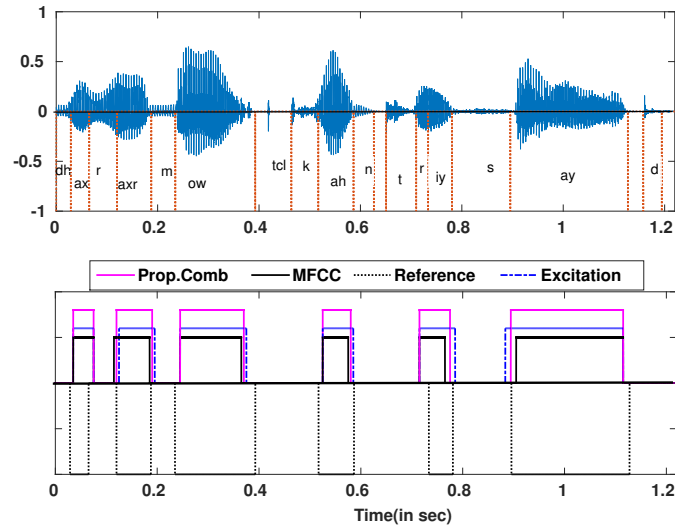 1
0.5
0
-0.5
-1
dh ax r axr m ow tcl k ah n t r iy s ay d
0 0.2 0.4 0.6 0.8 1 1.2
Prop.Comb MFCC Reference Excitation
0 0.2 0.4 0.6 0.8 1 1.2
Time(in sec)